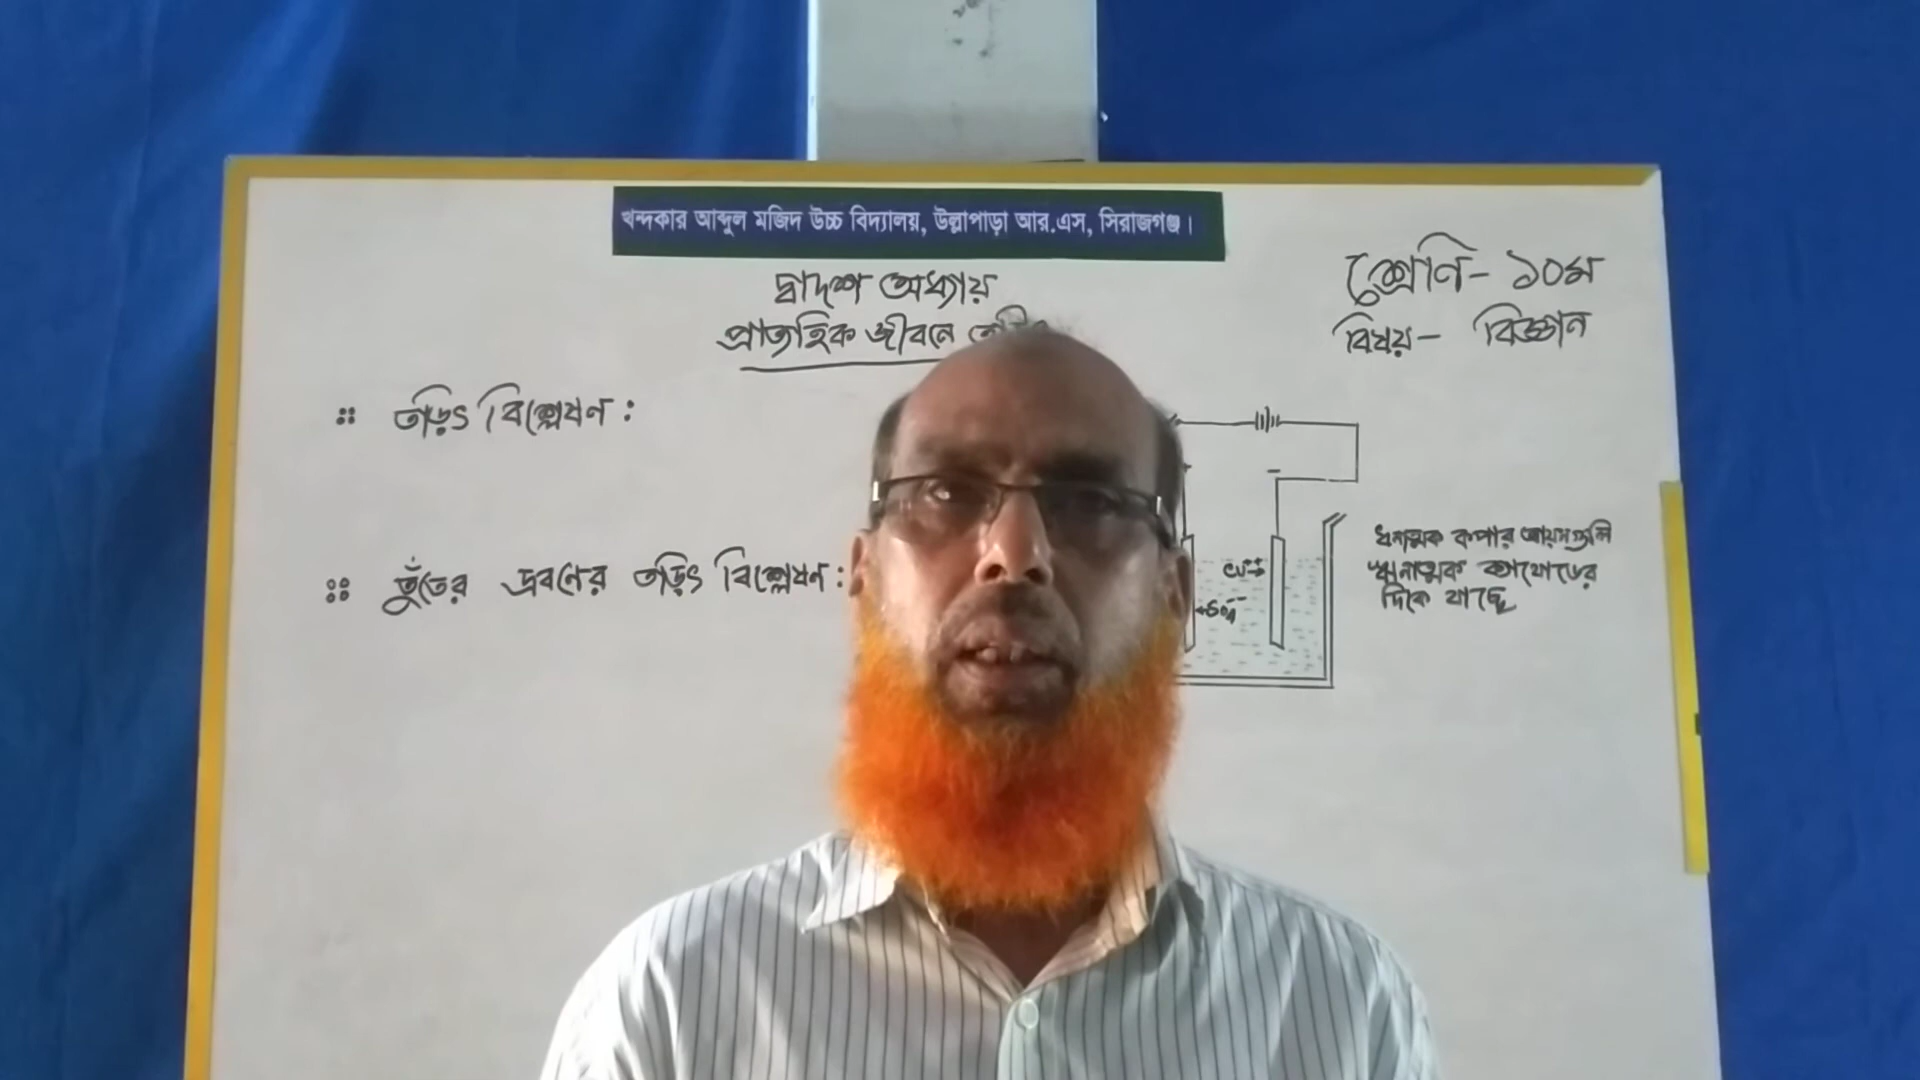 খন্দকার আব্দুল মজিদ উচ্চ বিদ্যালয়, উল্লাপাড়া আর.এস, সিরাজগঞ্জ।
দ্বাদশ অধ্যায়
প্রাত্যহিক জীবনে
শ্রেণি - ১০ম
বিষয় - বিজ্ঞান
তড়িৎ বিশ্লেষণ :
তুঁতের দ্রবণের তড়িৎ বিশ্লেষণ :
ধনাত্মক কপার আয়নগুলি
ঋনাত্মক ক্যাথোডের
দিকে যাচ্ছে